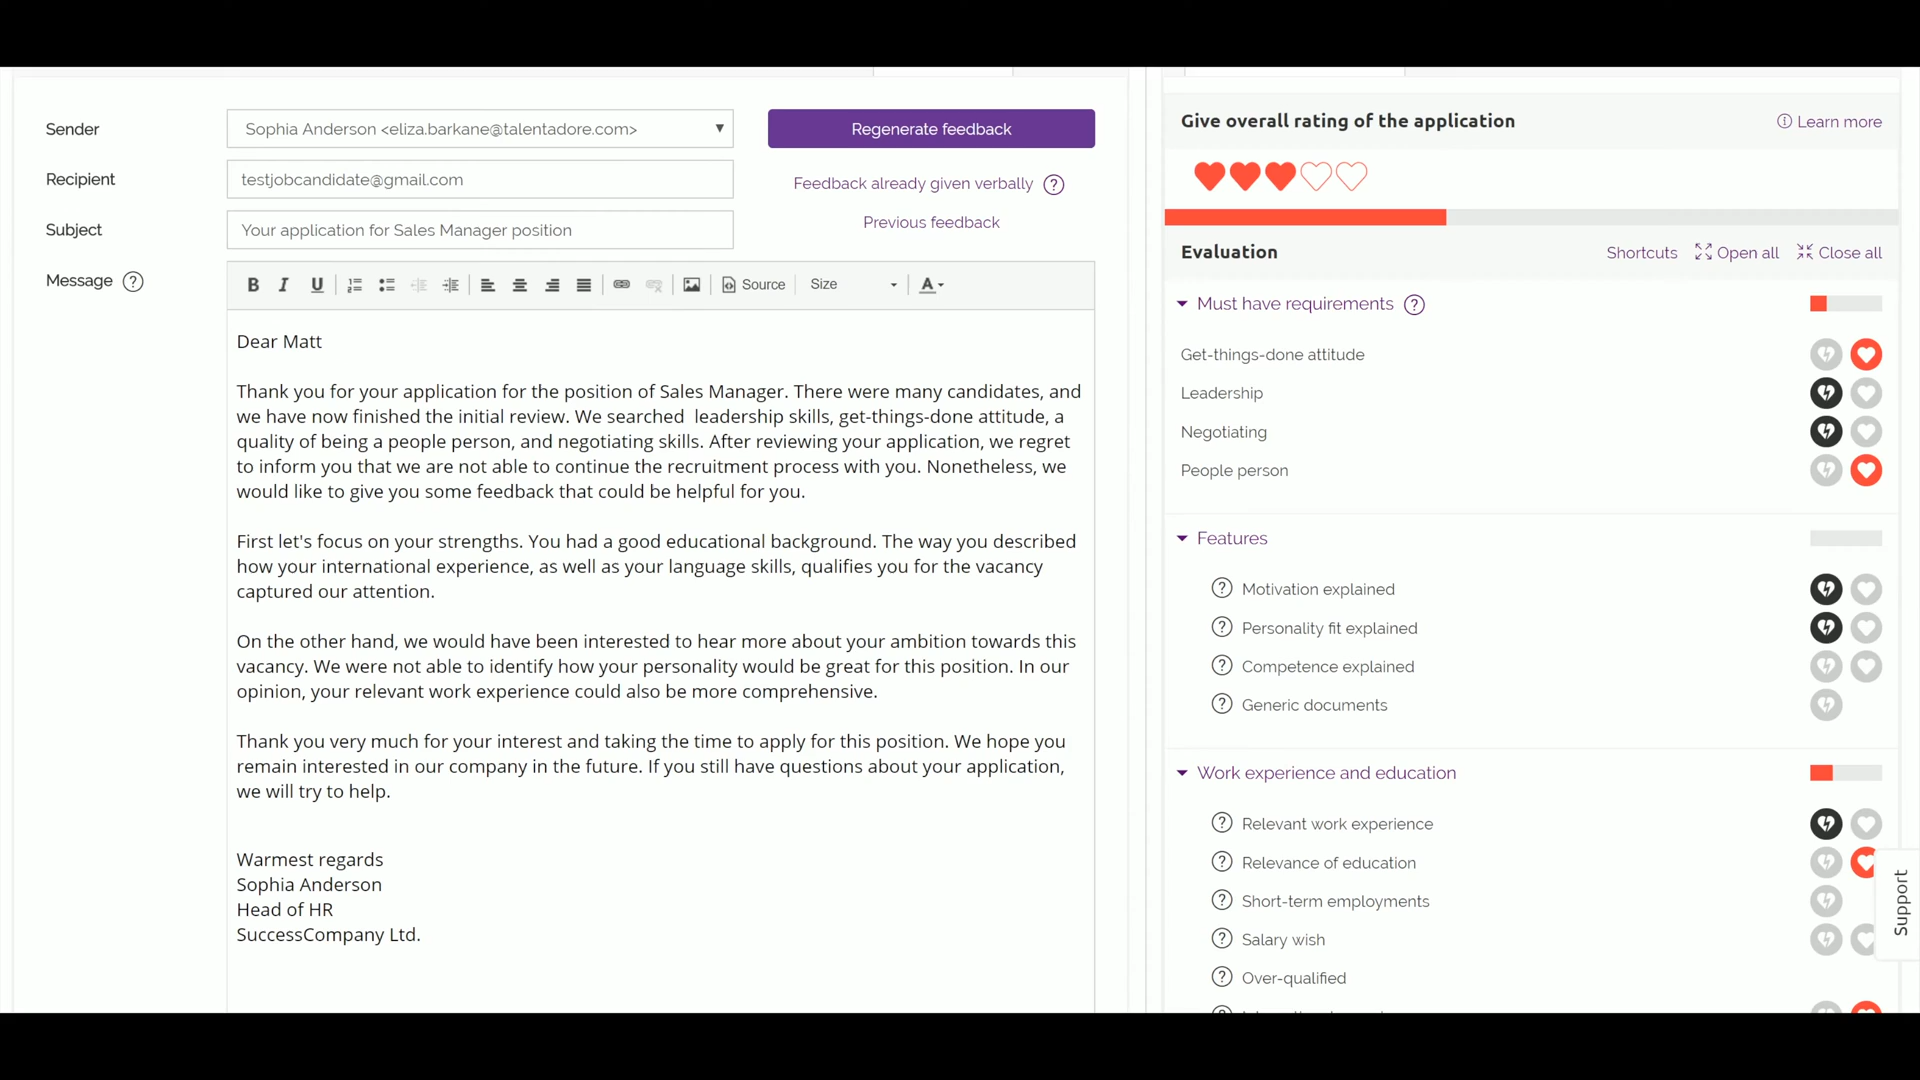 Sender
Sophia Anderson <eliza.barkane@talentadore.com>
Regenerate feedback
Recipient
testjobcandidate@gmail.com
Feedback already given verbally
Subject
Your application for Sales Manager position
Previous feedback
Message
B I U
Source
Size
A
Dear Matt
Thank you for your application for the position of Sales Manager. There were many candidates, and
we have now finished the initial review. We searched  leadership skills, get-things-done attitude, a
quality of being a people person, and negotiating skills. After reviewing your application, we regret
to inform you that we are not able to continue the recruitment process with you. Nonetheless, we
would like to give you some feedback that could be helpful for you.
First let's focus on your strengths. You had a good educational background. The way you described
how your international experience, as well as your language skills, qualifies you for the vacancy
captured our attention.
On the other hand, we would have been interested to hear more about your ambition towards this
vacancy. We were not able to identify how your personality would be great for this position. In our
opinion, your relevant work experience could also be more comprehensive.
Thank you very much for your interest and taking the time to apply for this position. We hope you
remain interested in our company in the future. If you still have questions about your application,
we will try to help.
Warmest regards
Sophia Anderson
Head of HR
SuccessCompany Ltd.
Give overall rating of the application
Learn more
Evaluation
Shortcuts
Open all
Close all
Must have requirements
Get-things-done attitude
Leadership
Negotiating
People person
Features
Motivation explained
Personality fit explained
Competence explained
Generic documents
Work experience and education
Relevant work experience
Relevance of education
Short-term employments
Salary wish
Over-qualified
Support